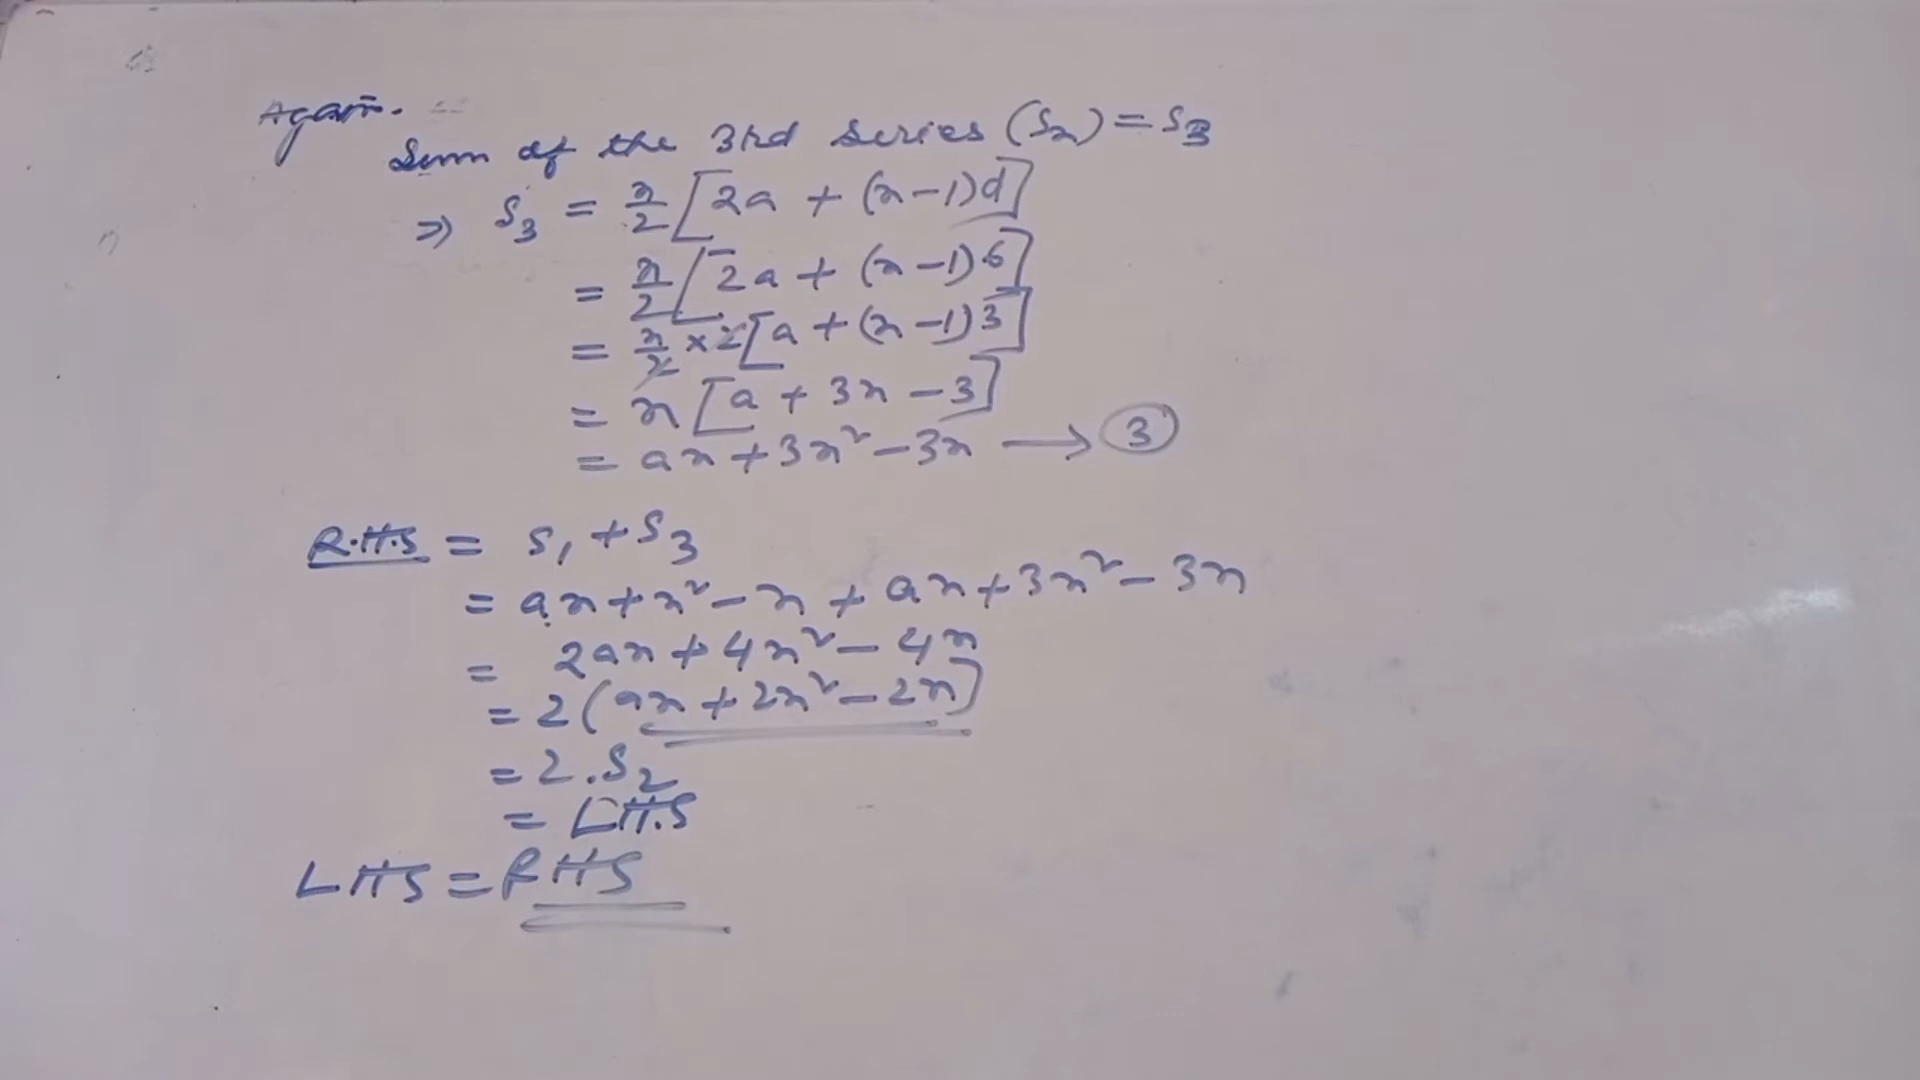 Again.
Sum of the 3rd series (Sn) = S3
⇒ S3 = n/2 [2a + (n-1)d]
= n/2 [2a + (n-1)6]
= n/2 × 2 [a + (n-1)3]
= n [a + 3n - 3]
= an + 3n² - 3n → ③
R.H.S = S1 + S3
= an + n² - n + an + 3n² - 3n
= 2an + 4n² - 4n
= 2 (an + 2n² - 2n)
= 2.S2
= LH.S
LHS = RHS